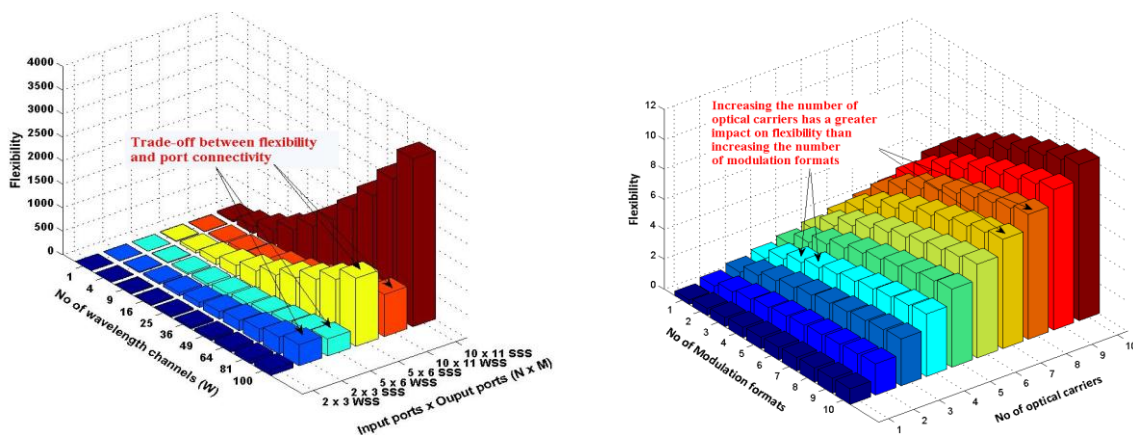 4000
3500
3000
2500
2000
1500
1000
500
0
Flexibility
Trade-off between flexibility
and port connectivity
1
4
9
16
25
36
49
64
81
100
No of wavelength channels (W)
2 x 3 WSS
2 x 3 SSS
5 x 6 WSS
5 x 6 SSS
10 x 11 WSS
10 x 11 SSS
Input ports x Ouput ports (N x M)
12
10
8
6
4
2
0
Flexibility
Increasing the number of
optical carriers has a greater
impact on flexibility than
increasing the number
of modulation formats
1
2
3
4
5
6
7
8
9
10
No of Modulation formats
1
2
3
4
5
6
7
8
9
10
No of optical carriers